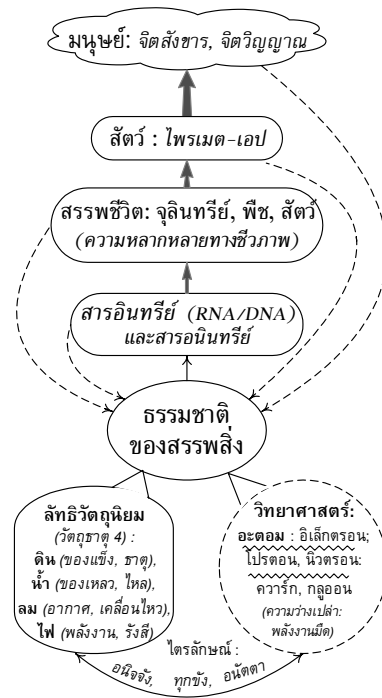 มนุษย์: จิตสังขาร, จิตวิญญาณ
สัตว์ : ไพรเมต-เอป
สรรพชีวิต: จุลินทรีย์, พืช, สัตว์
(ความหลากหลายทางชีวภาพ)
สารอินทรีย์ (RNA/DNA)
และสารอนินทรีย์
ธรรมชาติ
ของสรรพสิ่ง
ลัทธิวัตถุนิยม
(วัตถุธาตุ 4) :
ดิน (ของแข็ง, ธาตุ),
น้ำ (ของเหลว, ไหล),
ลม (อากาศ, เคลื่อนไหว),
ไฟ (พลังงาน, รังสี)
วิทยาศาสตร์:
อะตอม : อิเล็กตรอน;
โปรตอน, นิวตรอน:
ควาร์ก, กลูออน
(ความว่างเปล่า:
พลังงานมืด)
ไตรลักษณ์ :
อนิจจัง, ทุกขัง, อนัตตา